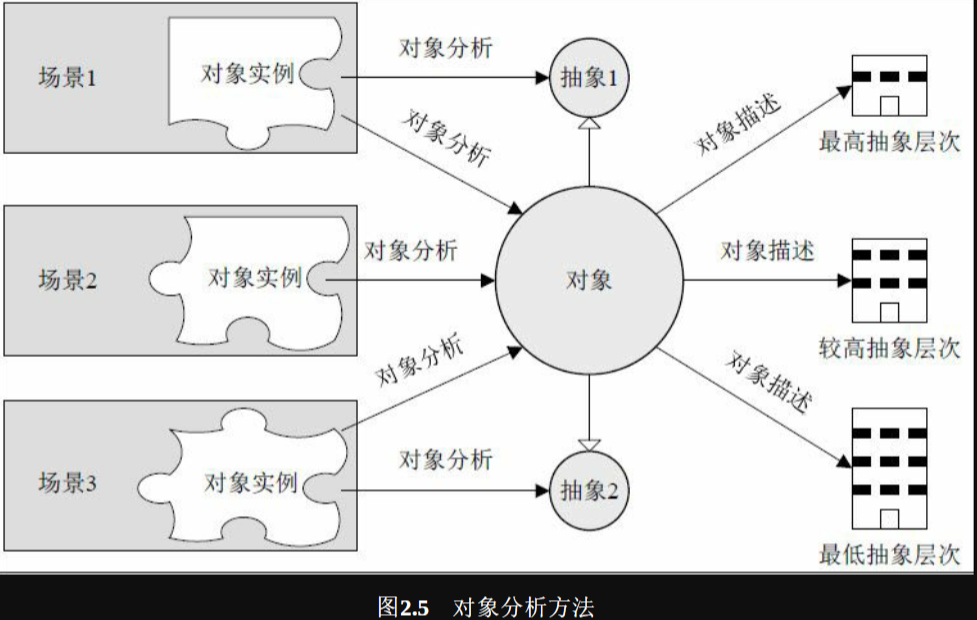 场景1
对象实例
对象分析
抽象1
对象分析
对象描述
最高抽象层次
场景2
对象实例
对象分析
对象
对象描述
较高抽象层次
对象分析
对象描述
场景3
对象实例
对象分析
抽象2
最低抽象层次
图2.5 对象分析方法